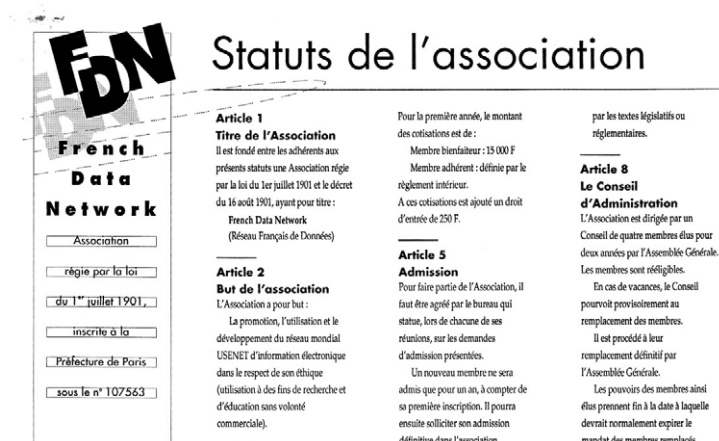 FDN
FDN
French
Data
Network
Association
régie par la loi
du 1er juillet 1901,
inscrite à la
Préfecture de Paris
sous le n° 107563
Statuts de l'association
Article 1
Titre de l'Association
Il est fondé entre les adhérents aux
présents statuts une Association régie
par la loi du 1er juillet 1901 et le décret
du 16 août 1901, ayant pour titre :
French Data Network
(Réseau Français de Données)
Article 2
But de l'association
L'Association a pour but :
La promotion, l'utilisation et le
développement du réseau mondial
USENET d'information électronique
dans le respect de son éthique
(utilisation à des fins de recherche et
d'éducation sans volonté
commerciale).
Pour la première année, le montant
des cotisations est de :
Membre bienfaiteur : 15 000 F
Membre adhérent : définie par le
règlement intérieur.
A ces cotisations est ajouté un droit
d'entrée de 250 F.
Article 5
Admission
Pour faire partie de l'Association, il
faut être agréé par le bureau qui
statue, lors de chacune de ses
réunions, sur les demandes
d'admission présentées.
Un nouveau membre ne sera
admis que pour un an, à compter de
sa première inscription. Il pourra
ensuite solliciter son admission
définitive dans l'association
par les textes législatifs ou
réglementaires.
Article 8
Le Conseil
d'Administration
L'Association est dirigée par un
Conseil de quatre membres élus pour
deux années par l'Assemblée Générale.
Les membres sont rééligibles.
En cas de vacances, le Conseil
pourvoit provisoirement au
remplacement des membres.
Il est procédé à leur
remplacement définitif par
l'Assemblée Générale.
Les pouvoirs des membres ainsi
élus prennent fin à la date à laquelle
devrait normalement expirer le
mandat des membres remplacés